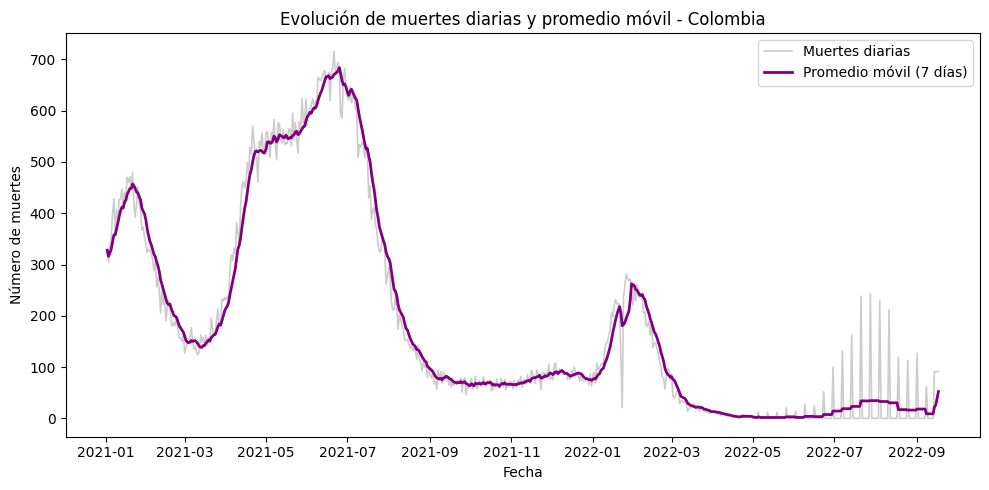 Evolución de muertes diarias y promedio móvil - Colombia
Muertes diarias
Promedio móvil (7 días)
Número de muertes
700
600
500
400
300
200
100
0
2021-01 2021-03 2021-05 2021-07 2021-09 2021-11 2022-01 2022-03 2022-05 2022-07 2022-09
Fecha